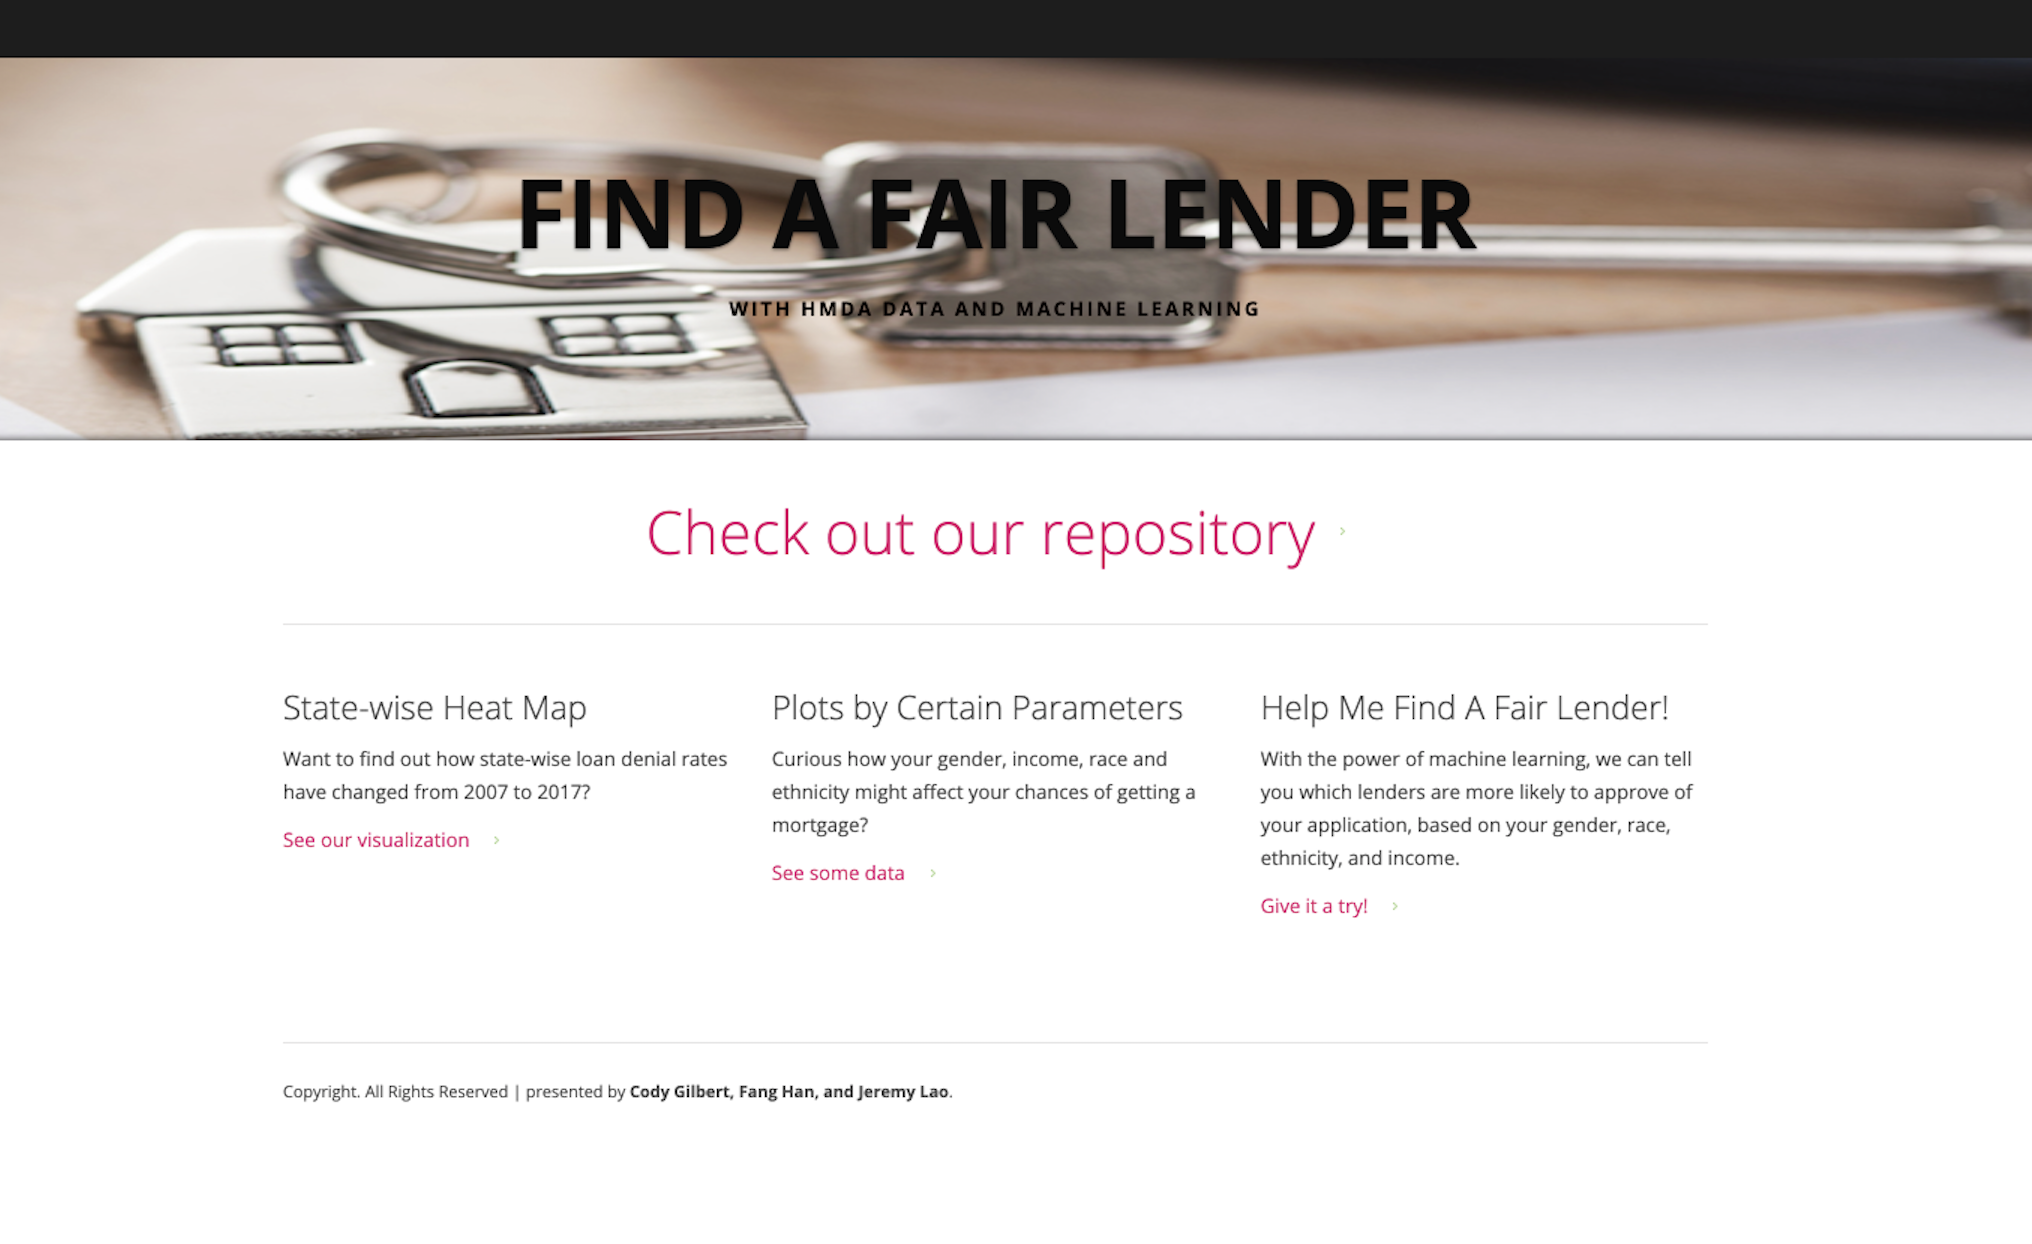 FIND A FAIR LENDER
WITH HMDA DATA AND MACHINE LEARNING
Check out our repository
State-wise Heat Map
Want to find out how state-wise loan denial rates
have changed from 2007 to 2017?
See our visualization
Plots by Certain Parameters
Curious how your gender, income, race and
ethnicity might affect your chances of getting a
mortgage?
See some data
Help Me Find A Fair Lender!
With the power of machine learning, we can tell
you which lenders are more likely to approve of
your application, based on your gender, race,
ethnicity, and income.
Give it a try!
Copyright. All Rights Reserved | presented by Cody Gilbert, Fang Han, and Jeremy Lao.